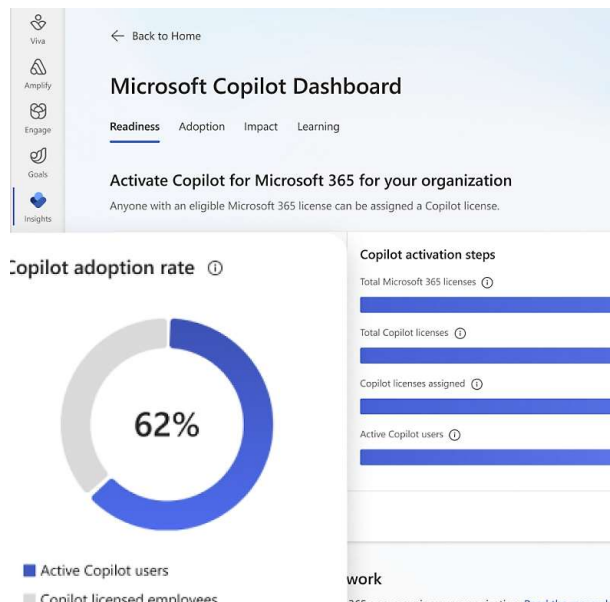 Viva
Amplify
Engage
Goals
Insights
Back to Home
Microsoft Copilot Dashboard
Readiness Adoption Impact Learning
Activate Copilot for Microsoft 365 for your organization
Anyone with an eligible Microsoft 365 license can be assigned a Copilot license.
Copilot adoption rate
62%
Active Copilot users
Copilot licensed employees
Copilot activation steps
Total Microsoft 365 licenses
Total Copilot licenses
Copilot licenses assigned
Active Copilot users
work